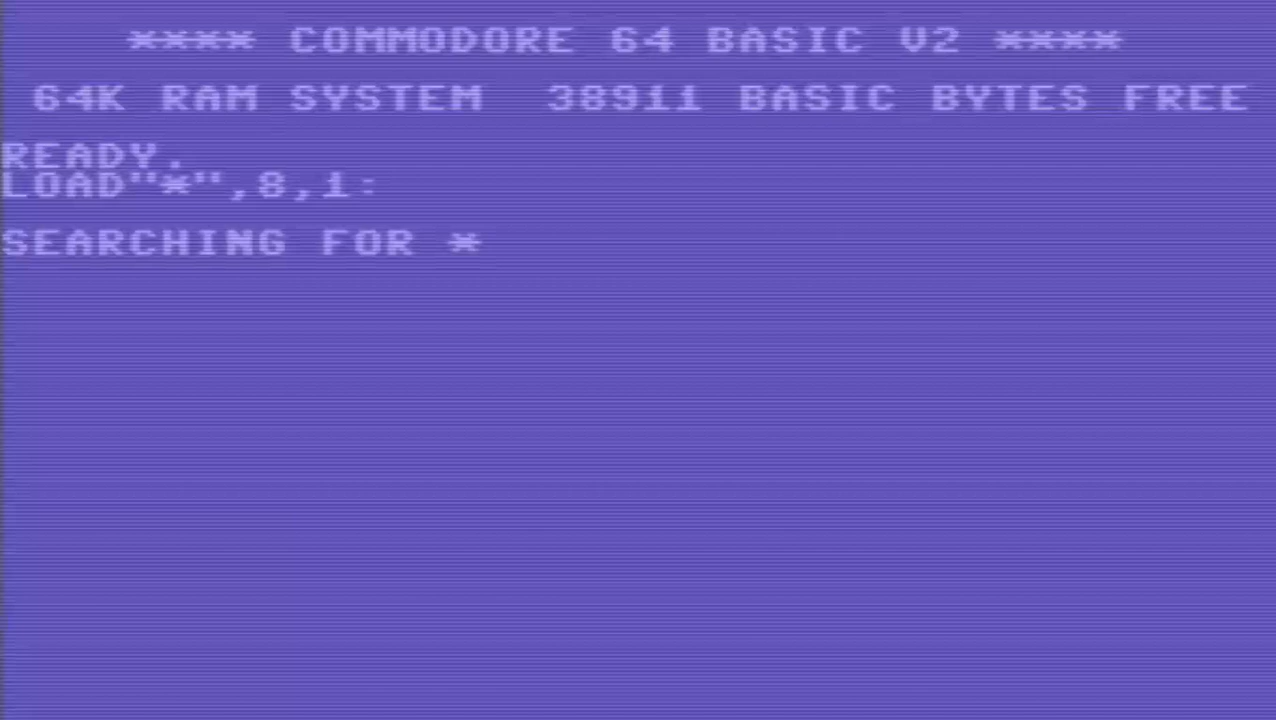 **** COMMODORE 64 BASIC V2 ****
64K RAM SYSTEM  38911 BASIC BYTES FREE
READY.
LOAD"*",8,1:
SEARCHING FOR *